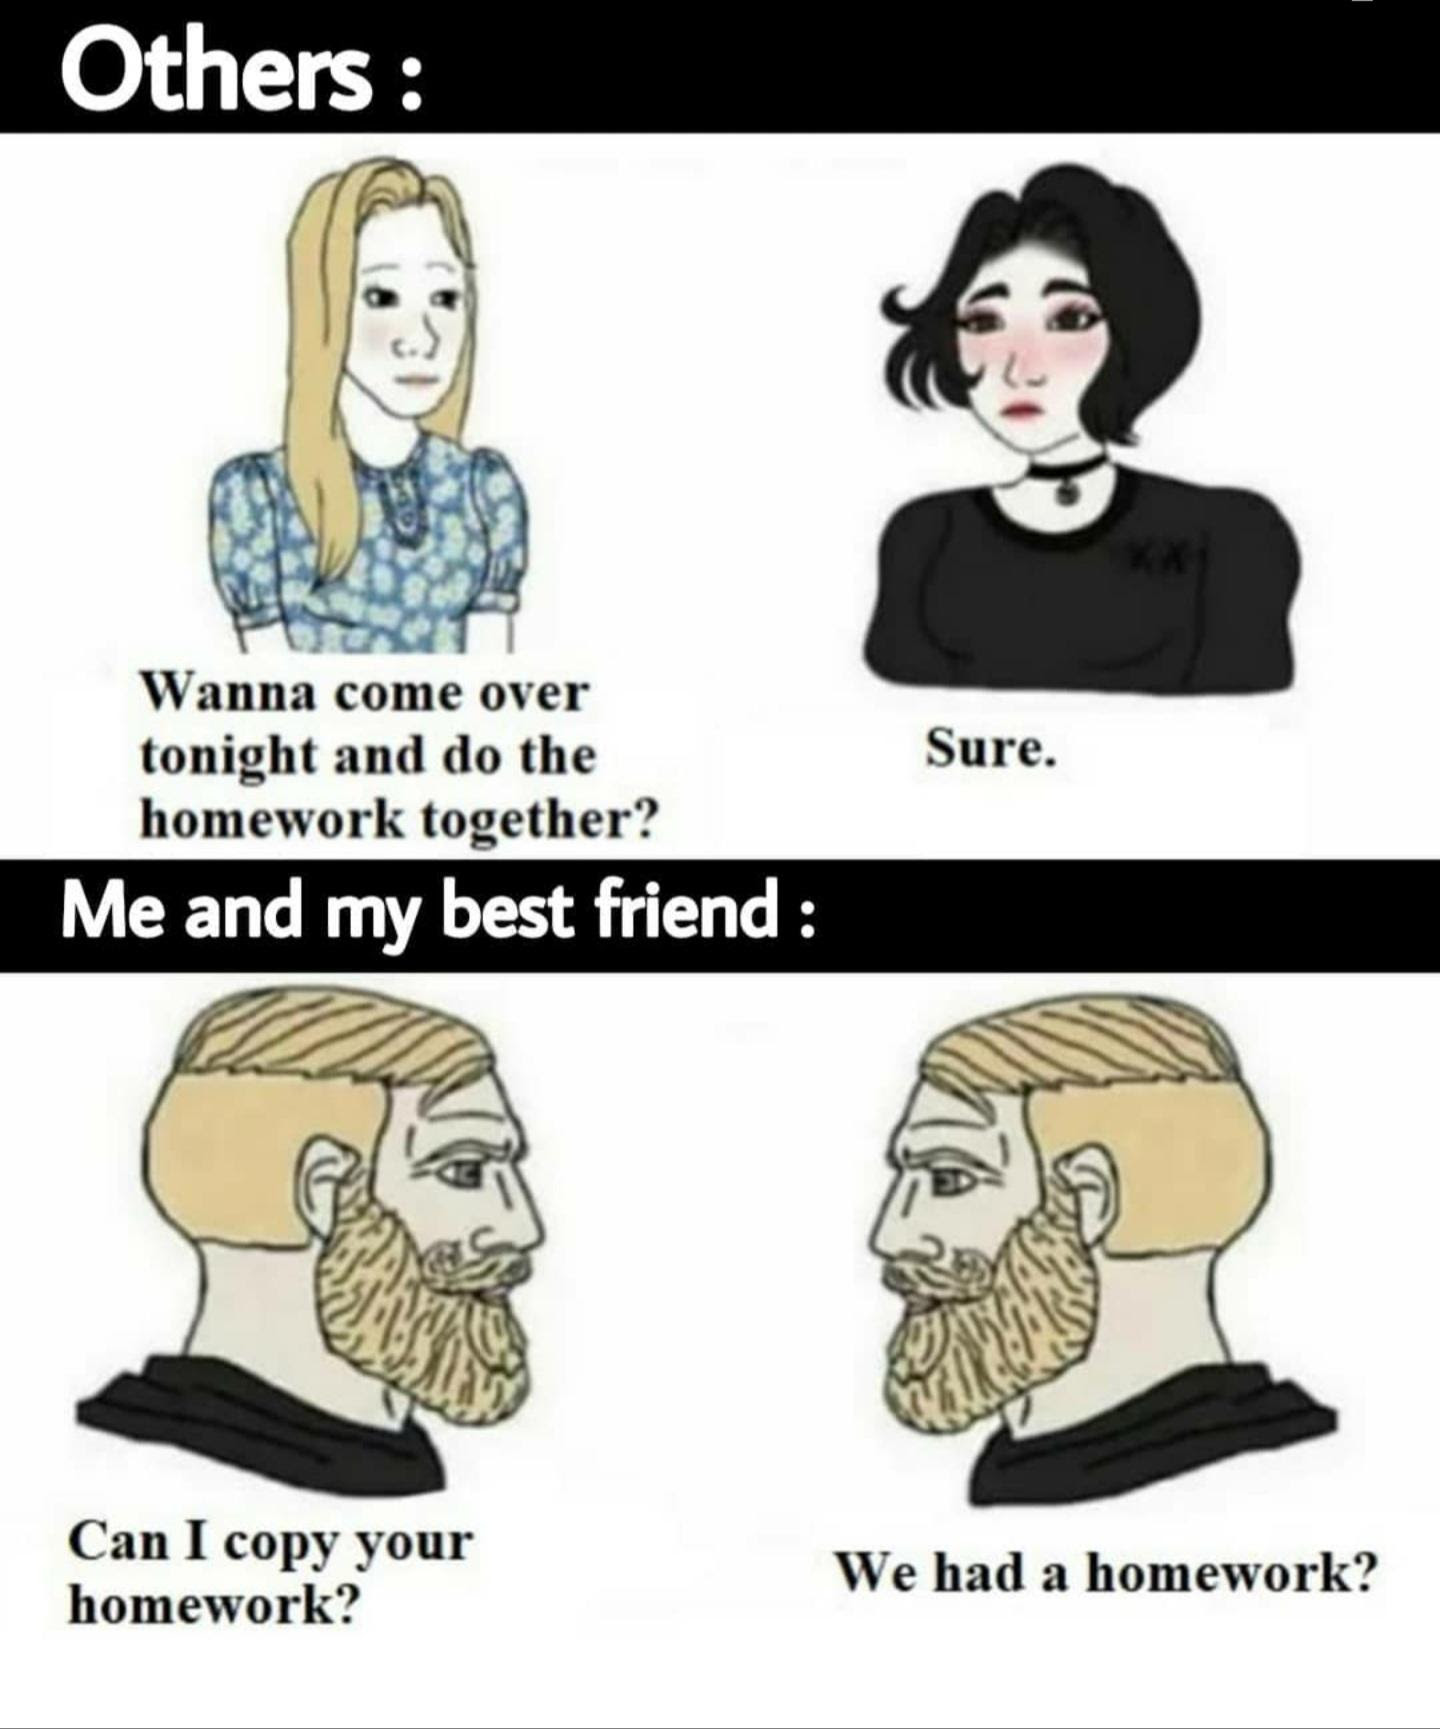 Others :
Wanna come over
tonight and do the
homework together?
Sure.
Me and my best friend :
Can I copy your
homework?
We had a homework?